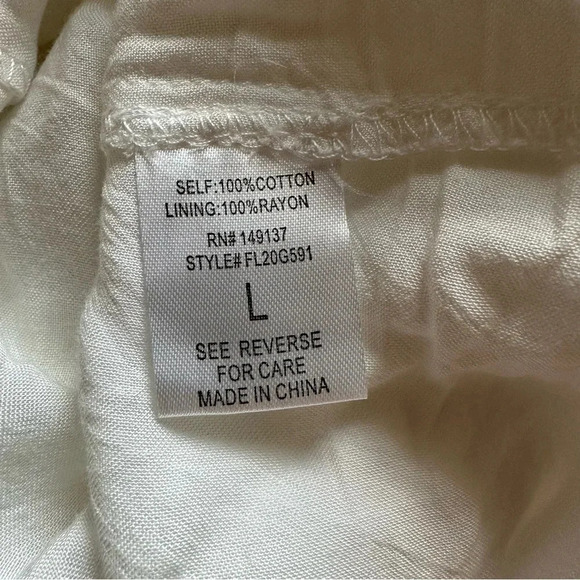 SELF:100%COTTON
LINING:100%RAYON
RN# 149137
STYLE# FL20G591
L
SEE REVERSE
FOR CARE
MADE IN CHINA